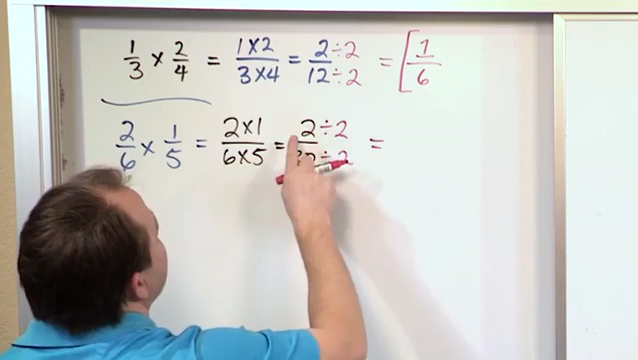 1/3 × 2/4 = 1×2/3×4 = 2÷2/12÷2 = [1/6
2/6 × 1/5 = 2×1/6×5 = 2÷2/30÷2 =